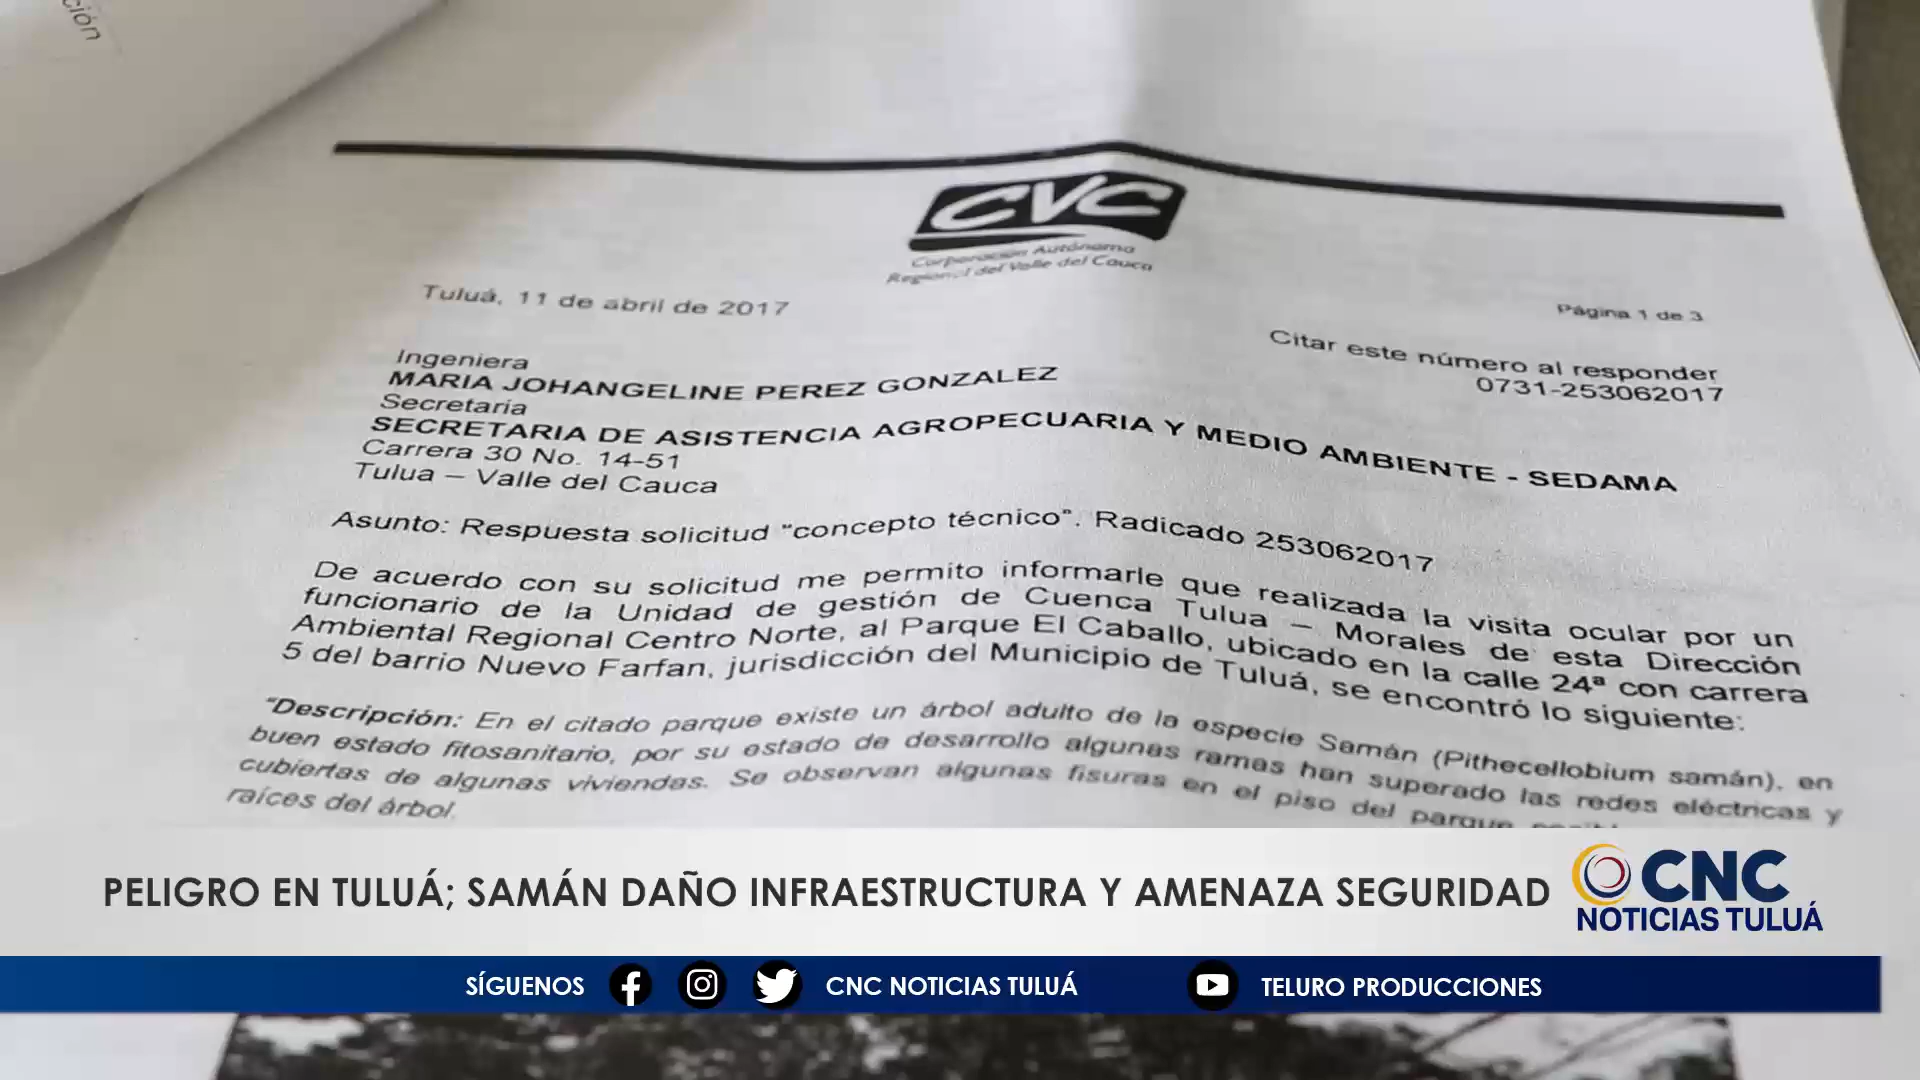 ción
CVC
Corporación Autónoma
Regional del Valle del Cauca
Tuluá, 11 de abril de 2017
Página 1 de 3
Citar este número al responder
0731-253062017
Ingeniera
MARIA JOHANGELINE PEREZ GONZALEZ
Secretaria
SECRETARIA DE ASISTENCIA AGROPECUARIA Y MEDIO AMBIENTE - SEDAMA
Carrera 30 No. 14-51
Tulua – Valle del Cauca
Asunto: Respuesta solicitud “concepto técnico”. Radicado 253062017
De acuerdo con su solicitud me permito informarle que realizada la visita ocular por un
funcionario de la Unidad de gestión de Cuenca Tulua – Morales de esta Dirección
Ambiental Regional Centro Norte, al Parque El Caballo, ubicado en la calle 24ª con carrera
5 del barrio Nuevo Farfan, jurisdicción del Municipio de Tuluá, se encontró lo siguiente:
“Descripción: En el citado parque existe un árbol adulto de la especie Samán (Pithecellobium samán), en
buen estado fitosanitario, por su estado de desarrollo algunas ramas han superado las redes eléctricas y
cubiertas de algunas viviendas. Se observan algunas fisuras en el piso del parque
raíces del árbol.
PELIGRO EN TULUÁ; SAMÁN DAÑO INFRAESTRUCTURA Y AMENAZA SEGURIDAD
CNC
NOTICIAS TULUÁ
SÍGUENOS CNC NOTICIAS TULUÁ TELURO PRODUCCIONES